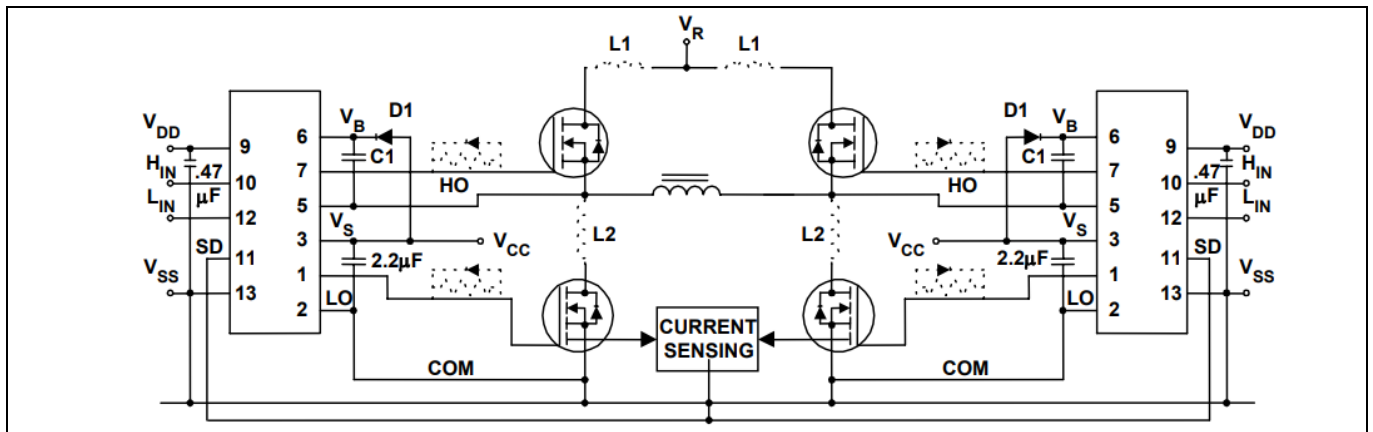 V_R
L1 L1
V_DD 9 6 V_B D1
H_IN 10 7 C1 HO
.47 µF
L_IN 12 5 V_S
SD 11 3 V_CC
V_SS 13 1 2.2µF
2 LO
COM
L2 L2
CURRENT
SENSING
D1 V_B 6 9 V_DD
C1 7 10 H_IN
HO .47 µF
V_S 5 12 L_IN
V_CC 3 11 SD
2.2µF 1 13 V_SS
LO 2
COM